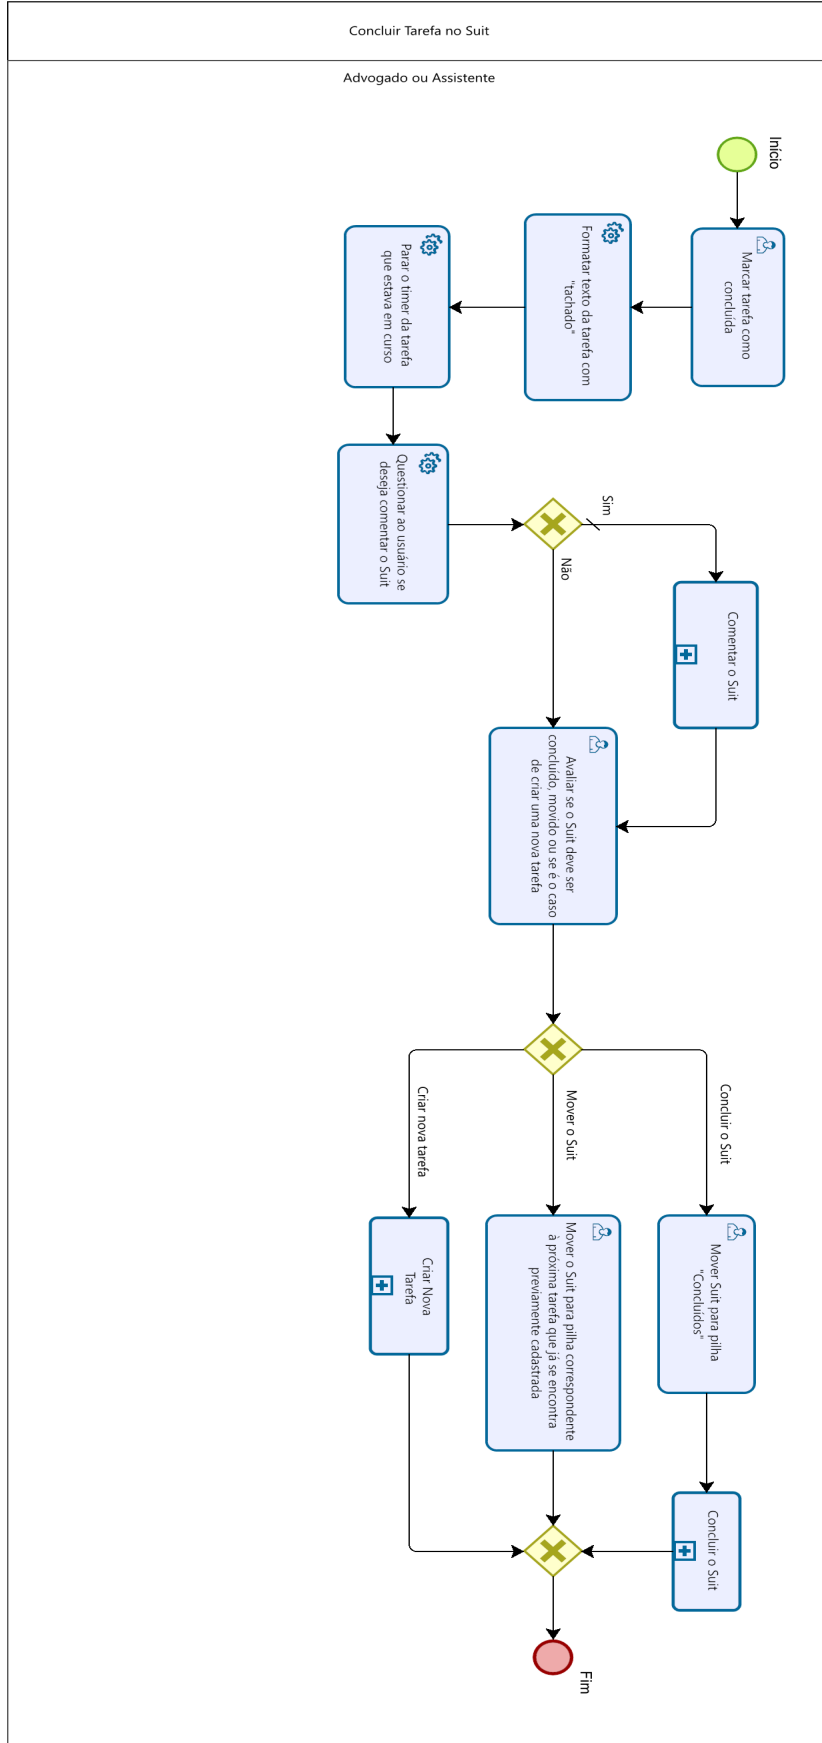 Concluir Tarefa no Suit
Advogado ou Assistente
Início
Marcar tarefa como
concluída
Formatar texto da tarefa com
"tachado"
Parar o timer da tarefa
que estava em curso
Questionar ao usuário se
deseja comentar o Suit
Sim
Não
Comentar o Suit
Avaliar se o Suit deve ser
concluído, movido ou se é o caso
de criar uma nova tarefa
Concluir o Suit
Mover o Suit
Criar nova tarefa
Mover Suit para pilha
"Concluídos"
Mover o Suit para pilha correspondente
à próxima tarefa que já se encontra
previamente cadastrada
Criar Nova
Tarefa
Concluir o Suit
Fim